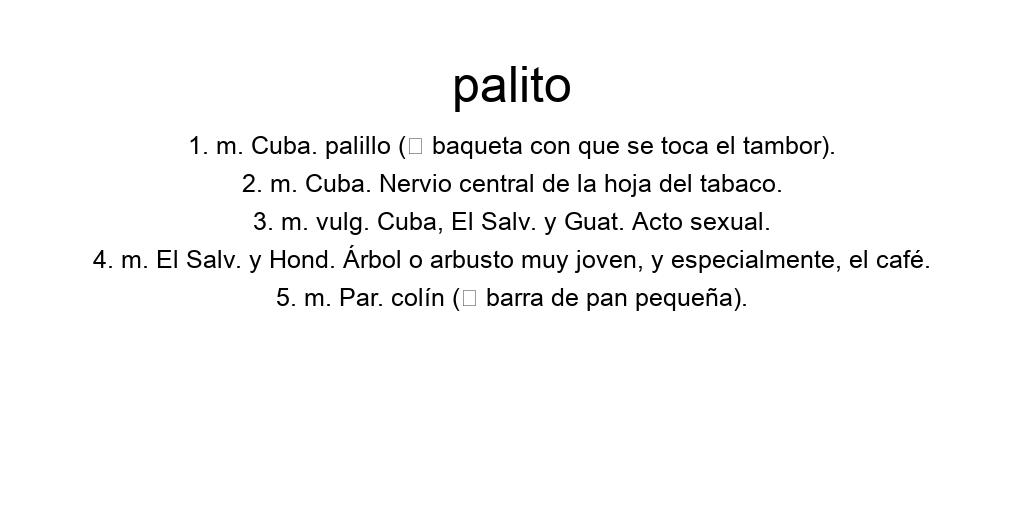 palito
1. m. Cuba. palillo (▯ baqueta con que se toca el tambor).
2. m. Cuba. Nervio central de la hoja del tabaco.
3. m. vulg. Cuba, El Salv. y Guat. Acto sexual.
4. m. El Salv. y Hond. Árbol o arbusto muy joven, y especialmente, el café.
5. m. Par. colín (▯ barra de pan pequeña).